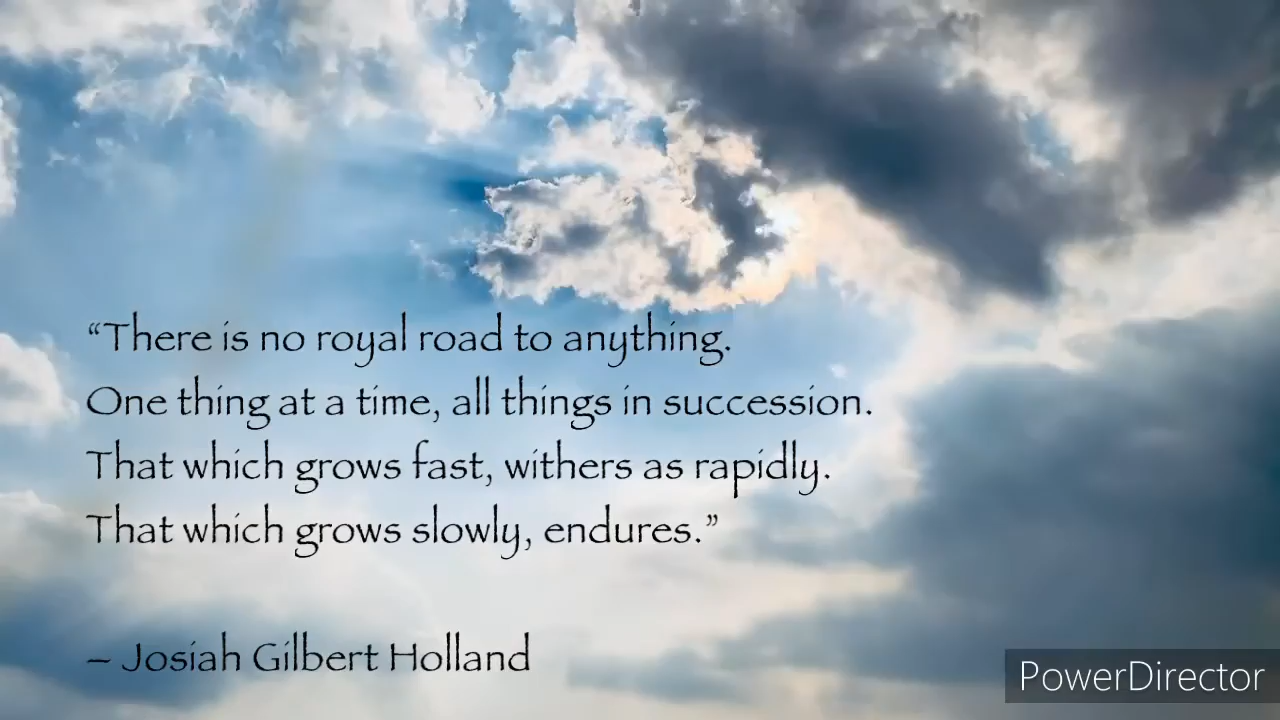 “There is no royal road to anything.
One thing at a time, all things in succession.
That which grows fast, withers as rapidly.
That which grows slowly, endures.”
– Josiah Gilbert Holland
PowerDirector